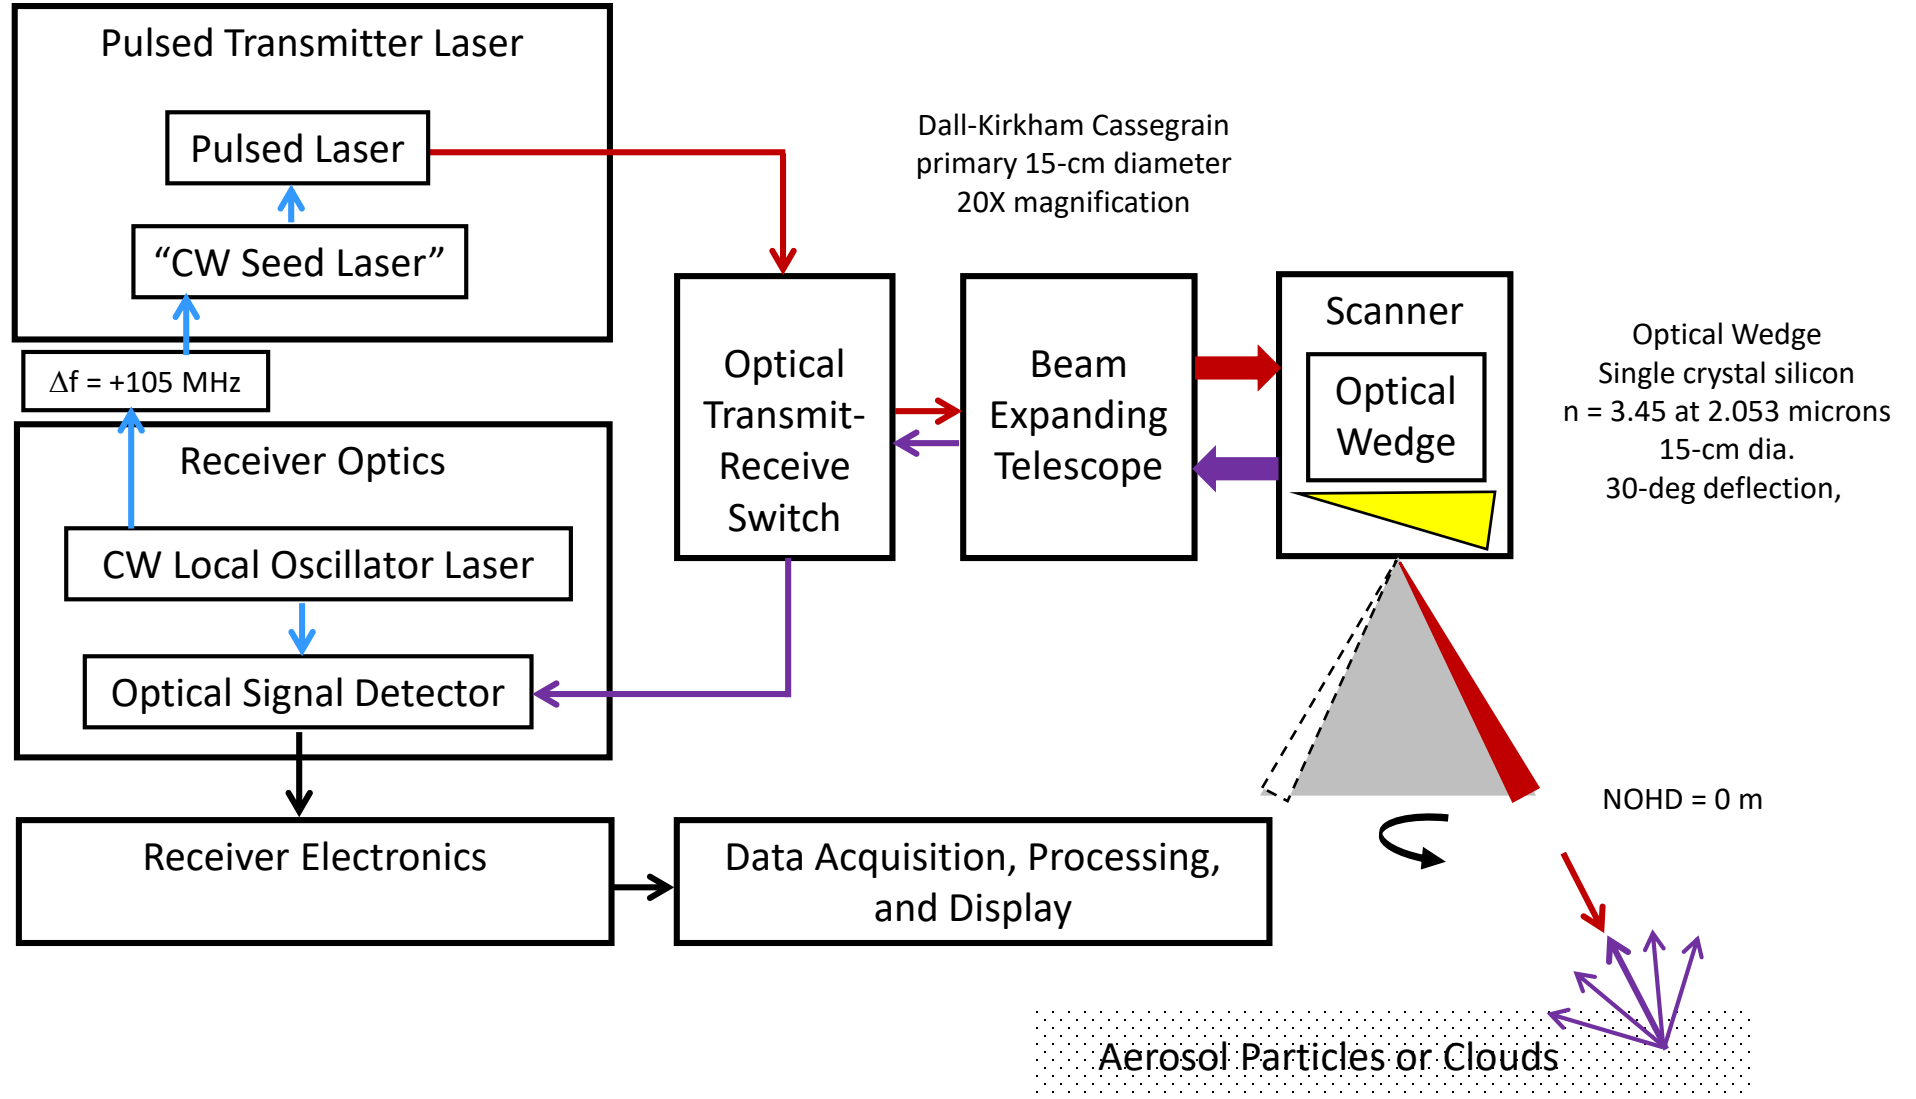 Pulsed Transmitter Laser
Pulsed Laser
“CW Seed Laser”
Δf = +105 MHz
Receiver Optics
CW Local Oscillator Laser
Optical Signal Detector
Receiver Electronics
Data Acquisition, Processing,
and Display
Optical
Transmit-
Receive
Switch
Dall-Kirkham Cassegrain
primary 15-cm diameter
20X magnification
Beam
Expanding
Telescope
Scanner
Optical
Wedge
Optical Wedge
Single crystal silicon
n = 3.45 at 2.053 microns
15-cm dia.
30-deg deflection,
NOHD = 0 m
Aerosol Particles or Clouds